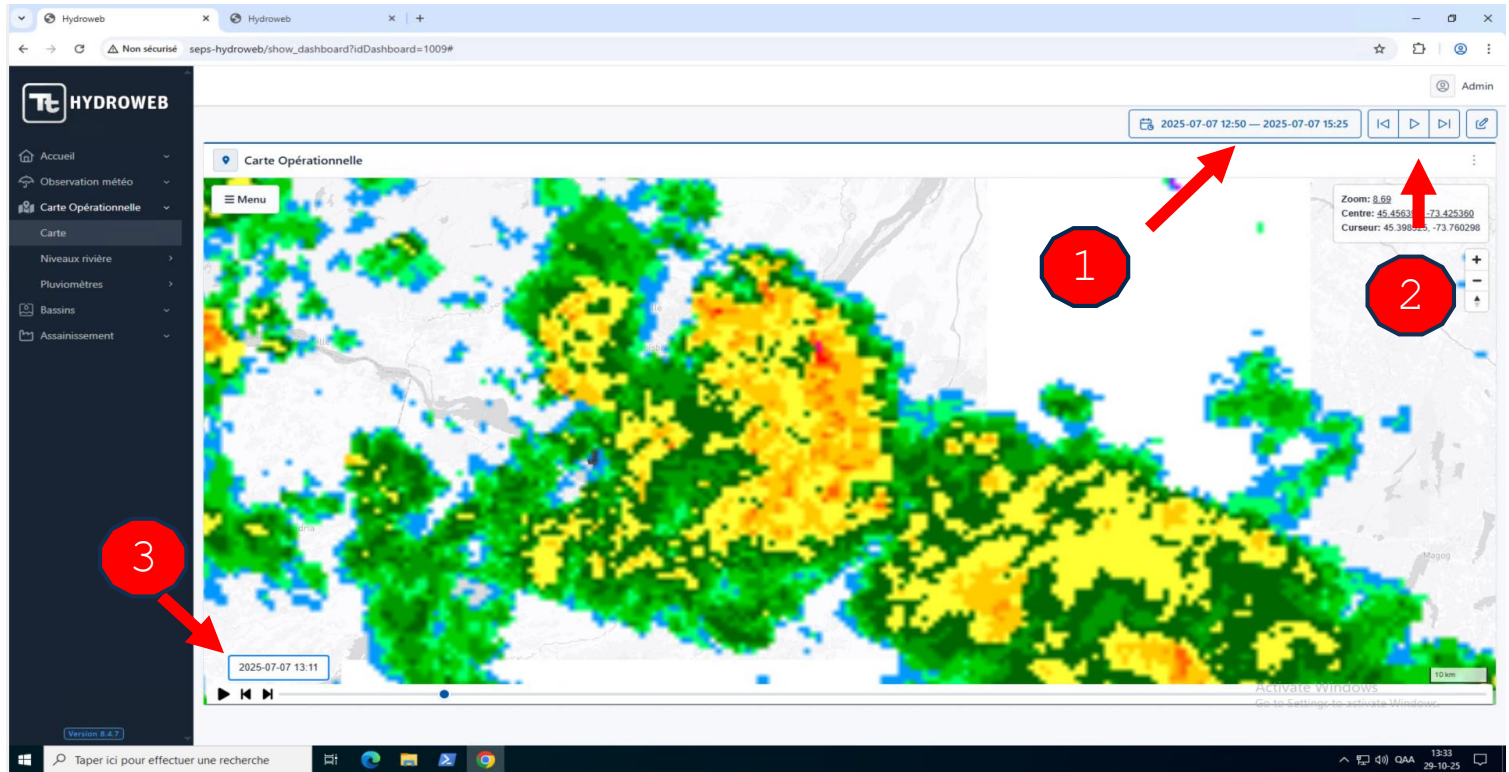 Hydroweb
Hydroweb
Non sécurisé
seps-hydroweb/show_dashboard?idDashboard=1009#
Tt HYDROWEB
Admin
2025-07-07 12:50 — 2025-07-07 15:25
Accueil
Observation météo
Carte Opérationnelle
Carte
Niveaux rivière
Pluviomètres
Bassins
Assainissement
Version 8.4.7
Carte Opérationnelle
Menu
Zoom: 8.69
Centre: 45.4563 -73.425360
Curseur: 45.398525, -73.760298
+
−
1
2
3
Magog
2025-07-07 13:11
10 km
Activate Windows
Go to Settings to activate Windows.
Taper ici pour effectuer une recherche
QAA
13:33
29-10-25